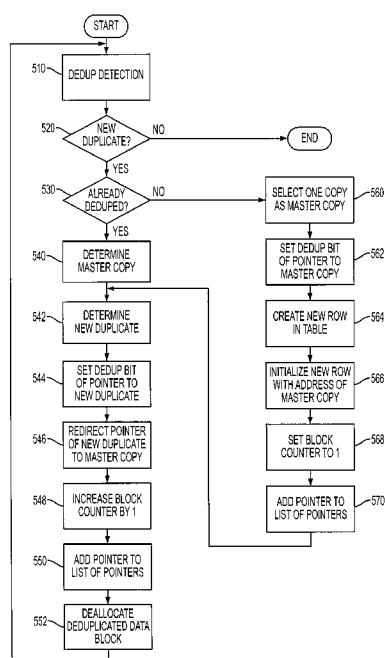 START
510
DEDUP DETECTION
520
NEW
DUPLICATE?
NO
END
YES
530
ALREADY
DEDUPED?
NO
YES
540
DETERMINE
MASTER COPY
542
DETERMINE
NEW DUPLICATE
544
SET DEDUP BIT
OF POINTER TO
NEW DUPLICATE
546
REDIRECT POINTER
OF NEW DUPLICATE
TO MASTER COPY
548
INCREASE BLOCK
COUNTER BY 1
550
ADD POINTER TO
LIST OF POINTERS
552
DEALLOCATE
DEDUPLICATED DATA
BLOCK
SELECT ONE COPY
AS MASTER COPY
560
SET DEDUP BIT
OF POINTER TO
MASTER COPY
562
CREATE NEW ROW
IN TABLE
564
INITIALIZE NEW ROW
WITH ADDRESS OF
MASTER COPY
566
SET BLOCK
COUNTER TO 1
568
ADD POINTER TO
LIST OF POINTERS
570